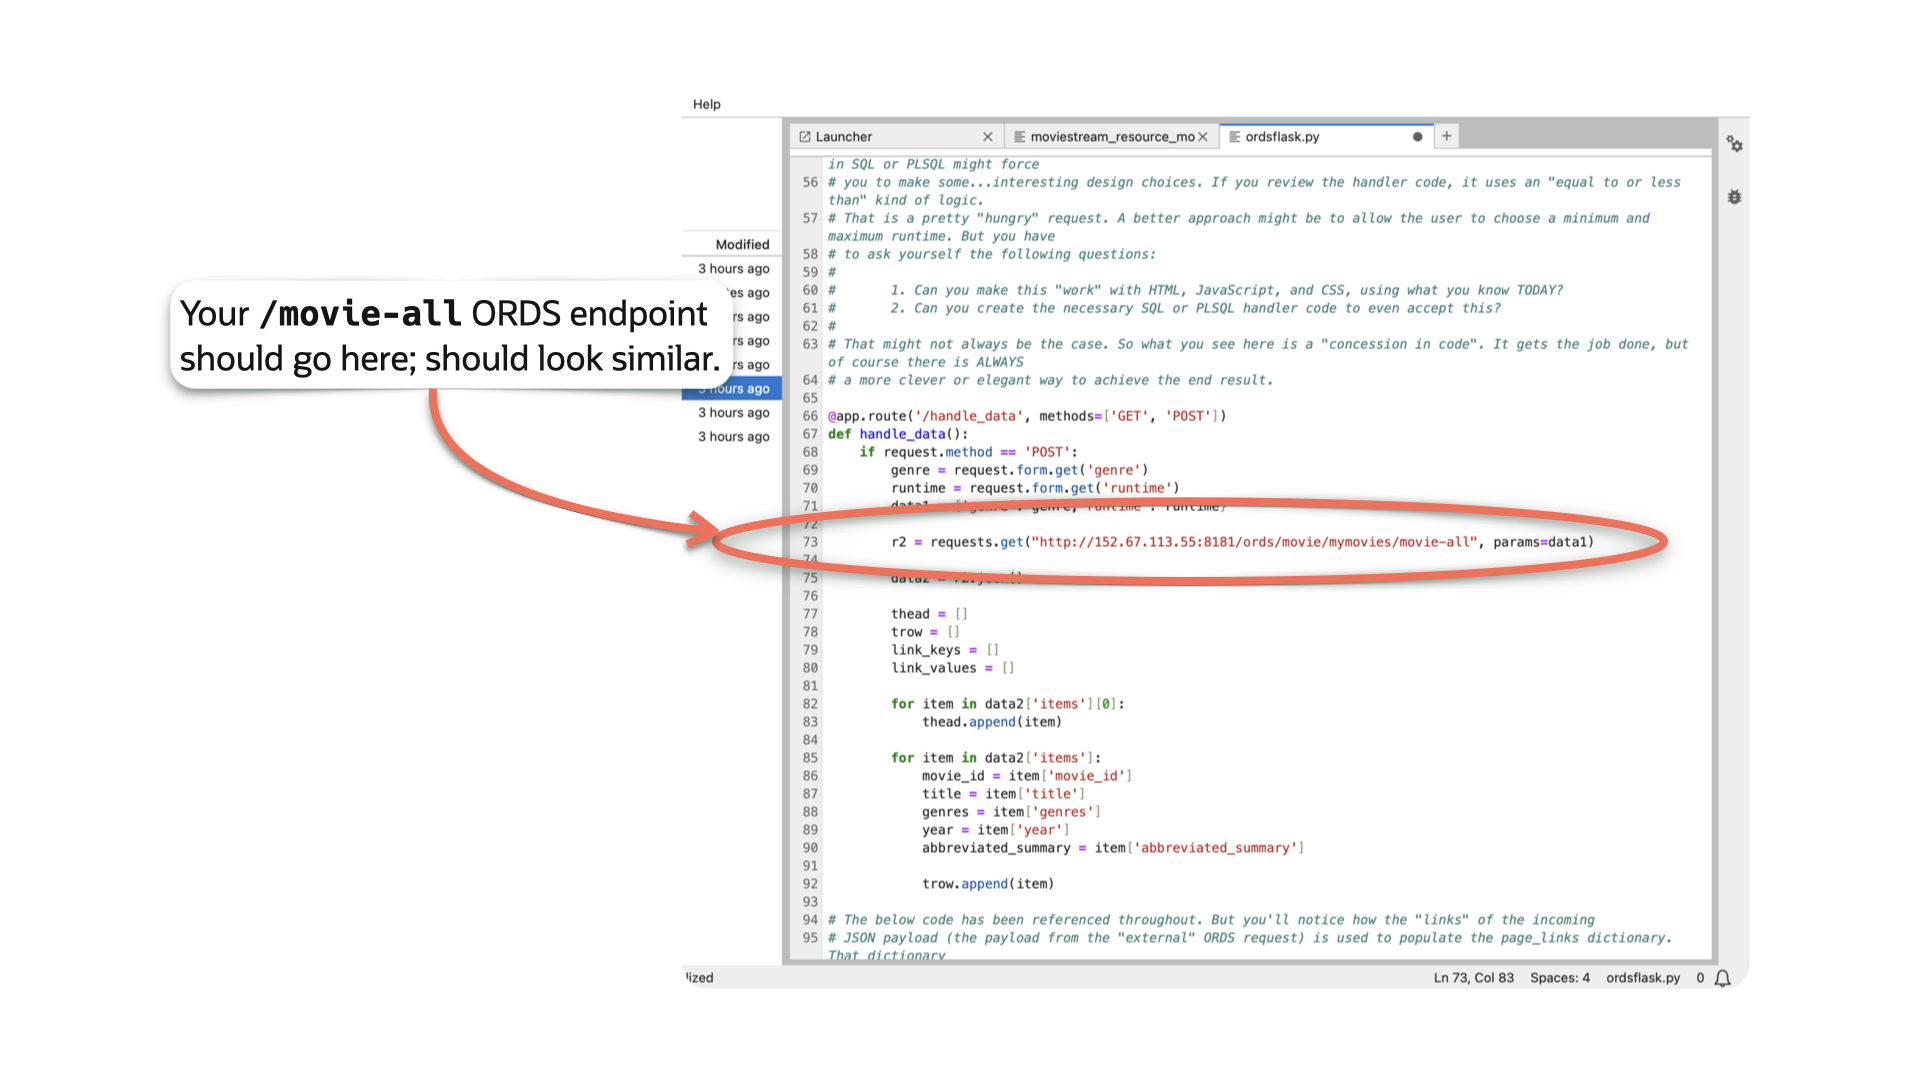 Help
Launcher
moviestream_resource_mo
ordsflask.py
Modified
3 hours ago
3 hours ago
3 hours ago
3 hours ago
Your /movie-all ORDS endpoint
should go here; should look similar.
in SQL or PLSQL might force
56 # you to make some...interesting design choices. If you review the handler code, it uses an "equal to or less
than" kind of logic.
57 # That is a pretty "hungry" request. A better approach might be to allow the user to choose a minimum and
maximum runtime. But you have
58 # to ask yourself the following questions:
59 #
60 # 1. Can you make this "work" with HTML, JavaScript, and CSS, using what you know TODAY?
61 # 2. Can you create the necessary SQL or PLSQL handler code to even accept this?
62 #
63 # That might not always be the case. So what you see here is a "concession in code". It gets the job done, but
of course there is ALWAYS
64 # a more clever or elegant way to achieve the end result.
65
66 @app.route('/handle_data', methods=['GET', 'POST'])
67 def handle_data():
68 if request.method == 'POST':
69 genre = request.form.get('genre')
70 runtime = request.form.get('runtime')
71 data1 = {'genre': genre, 'runtime': runtime}
72
73 r2 = requests.get("http://152.67.113.55:8181/ords/movie/mymovies/movie-all", params=data1)
74
75 data2 = r2.json()
76
77 thead = []
78 trow = []
79 link_keys = []
80 link_values = []
81
82 for item in data2['items'][0]:
83 thead.append(item)
84
85 for item in data2['items']:
86 movie_id = item['movie_id']
87 title = item['title']
88 genres = item['genres']
89 year = item['year']
90 abbreviated_summary = item['abbreviated_summary']
91
92 trow.append(item)
93
94 # The below code has been referenced throughout. But you'll notice how the "links" of the incoming
95 # JSON payload (the payload from the "external" ORDS request) is used to populate the page_links dictionary.
That dictionary
Ln 73, Col 83 Spaces: 4 ordsflask.py 0